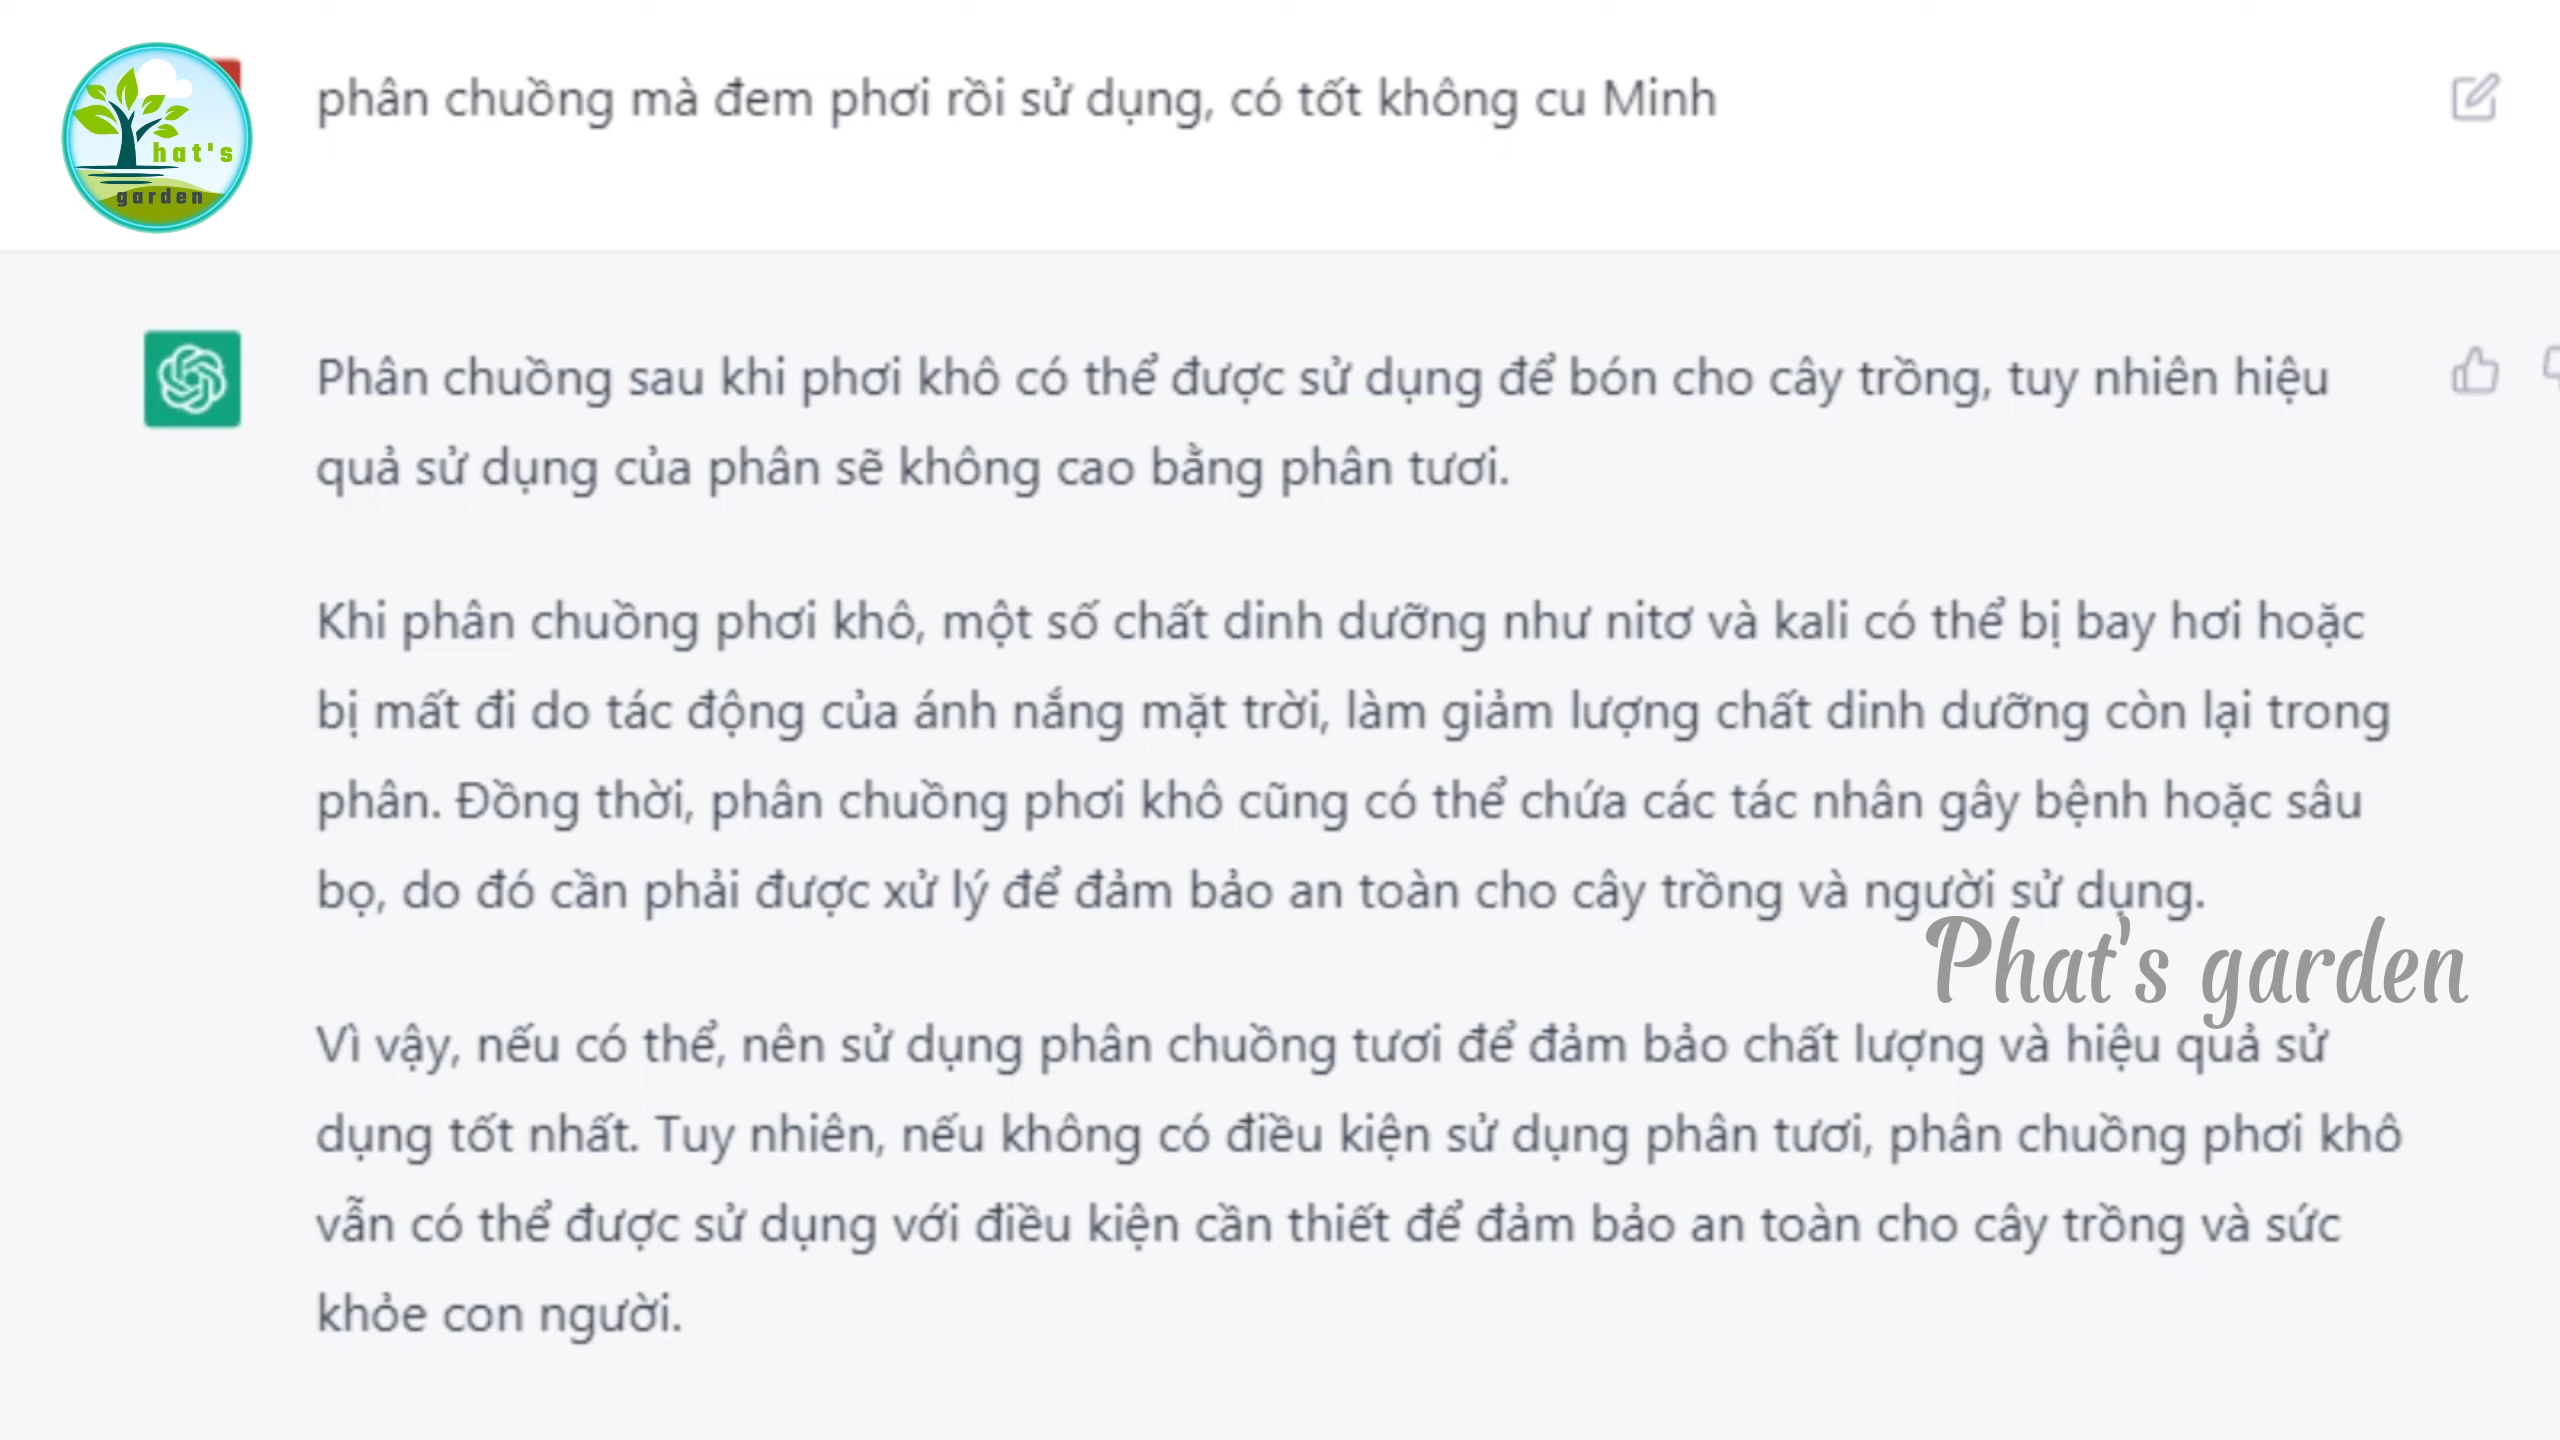 hat's
garden
phân chuồng mà đem phơi rồi sử dụng, có tốt không cu Minh
Phân chuồng sau khi phơi khô có thể được sử dụng để bón cho cây trồng, tuy nhiên hiệu
quả sử dụng của phân sẽ không cao bằng phân tươi.
Khi phân chuồng phơi khô, một số chất dinh dưỡng như nitơ và kali có thể bị bay hơi hoặc
bị mất đi do tác động của ánh nắng mặt trời, làm giảm lượng chất dinh dưỡng còn lại trong
phân. Đồng thời, phân chuồng phơi khô cũng có thể chứa các tác nhân gây bệnh hoặc sâu
bọ, do đó cần phải được xử lý để đảm bảo an toàn cho cây trồng và người sử dụng.
Phat's garden
Vì vậy, nếu có thể, nên sử dụng phân chuồng tươi để đảm bảo chất lượng và hiệu quả sử
dụng tốt nhất. Tuy nhiên, nếu không có điều kiện sử dụng phân tươi, phân chuồng phơi khô
vẫn có thể được sử dụng với điều kiện cần thiết để đảm bảo an toàn cho cây trồng và sức
khỏe con người.